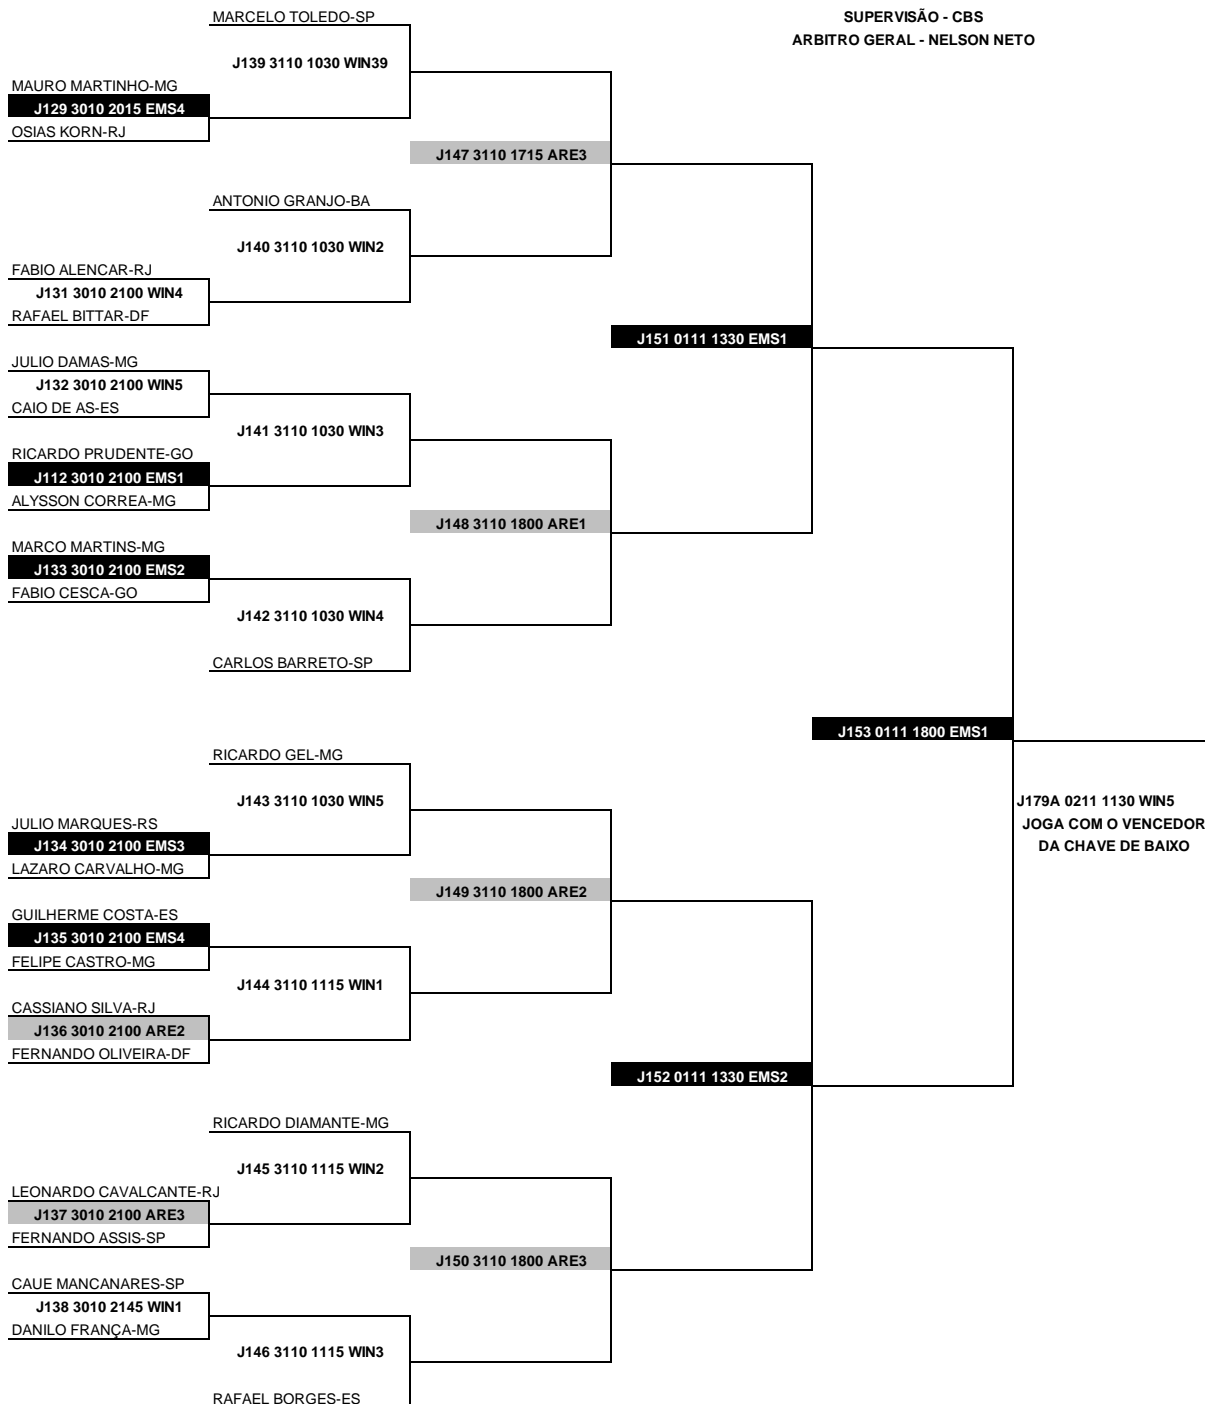 MARCELO TOLEDO-SP
SUPERVISÃO - CBS
ARBITRO GERAL - NELSON NETO
J139 3110 1030 WIN39
MAURO MARTINHO-MG
J129 3010 2015 EMS4
OSIAS KORN-RJ
J147 3110 1715 ARE3
ANTONIO GRANJO-BA
J140 3110 1030 WIN2
FABIO ALENCAR-RJ
J131 3010 2100 WIN4
RAFAEL BITTAR-DF
J151 0111 1330 EMS1
JULIO DAMAS-MG
J132 3010 2100 WIN5
CAIO DE AS-ES
J141 3110 1030 WIN3
RICARDO PRUDENTE-GO
J112 3010 2100 EMS1
ALYSSON CORREA-MG
J148 3110 1800 ARE1
MARCO MARTINS-MG
J133 3010 2100 EMS2
FABIO CESCA-GO
J142 3110 1030 WIN4
CARLOS BARRETO-SP
J153 0111 1800 EMS1
RICARDO GEL-MG
J143 3110 1030 WIN5
J179A 0211 1130 WIN5
JOGA COM O VENCEDOR
DA CHAVE DE BAIXO
JULIO MARQUES-RS
J134 3010 2100 EMS3
LAZARO CARVALHO-MG
J149 3110 1800 ARE2
GUILHERME COSTA-ES
J135 3010 2100 EMS4
FELIPE CASTRO-MG
J144 3110 1115 WIN1
CASSIANO SILVA-RJ
J136 3010 2100 ARE2
FERNANDO OLIVEIRA-DF
J152 0111 1330 EMS2
RICARDO DIAMANTE-MG
J145 3110 1115 WIN2
LEONARDO CAVALCANTE-RJ
J137 3010 2100 ARE3
FERNANDO ASSIS-SP
J150 3110 1800 ARE3
CAUE MANCANARES-SP
J138 3010 2145 WIN1
DANILO FRANÇA-MG
J146 3110 1115 WIN3
RAFAEL BORGES-ES